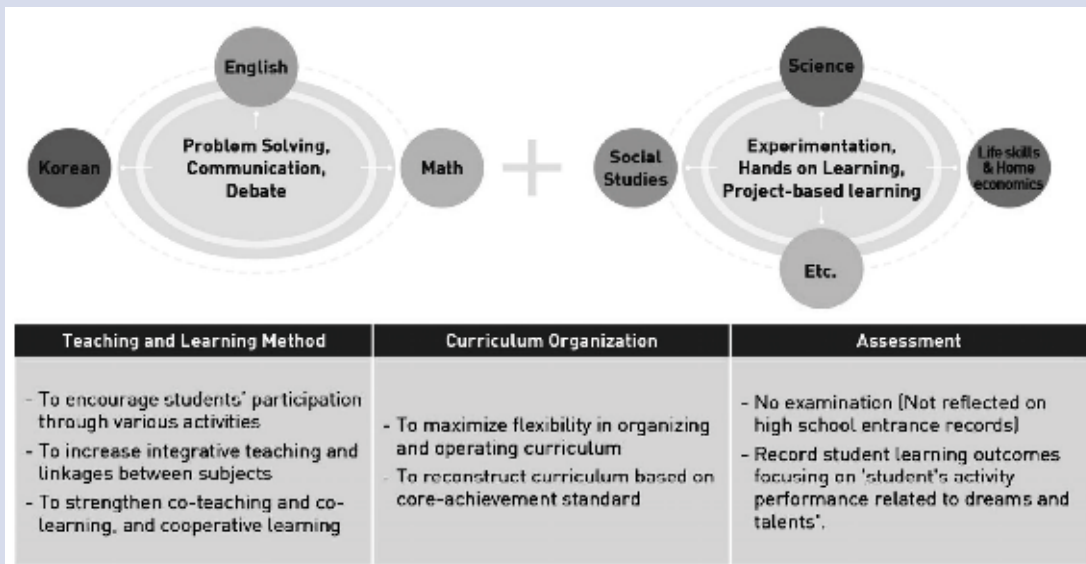 English
Korean
Problem Solving,
Communication,
Debate
Math
+
Science
Social
Studies
Experimentation,
Hands on Learning,
Project-based learning
Life skills
& Home
economics
Etc.
Teaching and Learning Method
- To encourage students' participation
through various activities
- To increase integrative teaching and
linkages between subjects
- To strengthen co-teaching and co-
learning, and cooperative learning
Curriculum Organization
- To maximize flexibility in organizing
and operating curriculum
- To reconstruct curriculum based on
core-achievement standard
Assessment
- No examination (Not reflected on
high school entrance records)
- Record student learning outcomes
focusing on 'student's activity
performance related to dreams and
talents'.